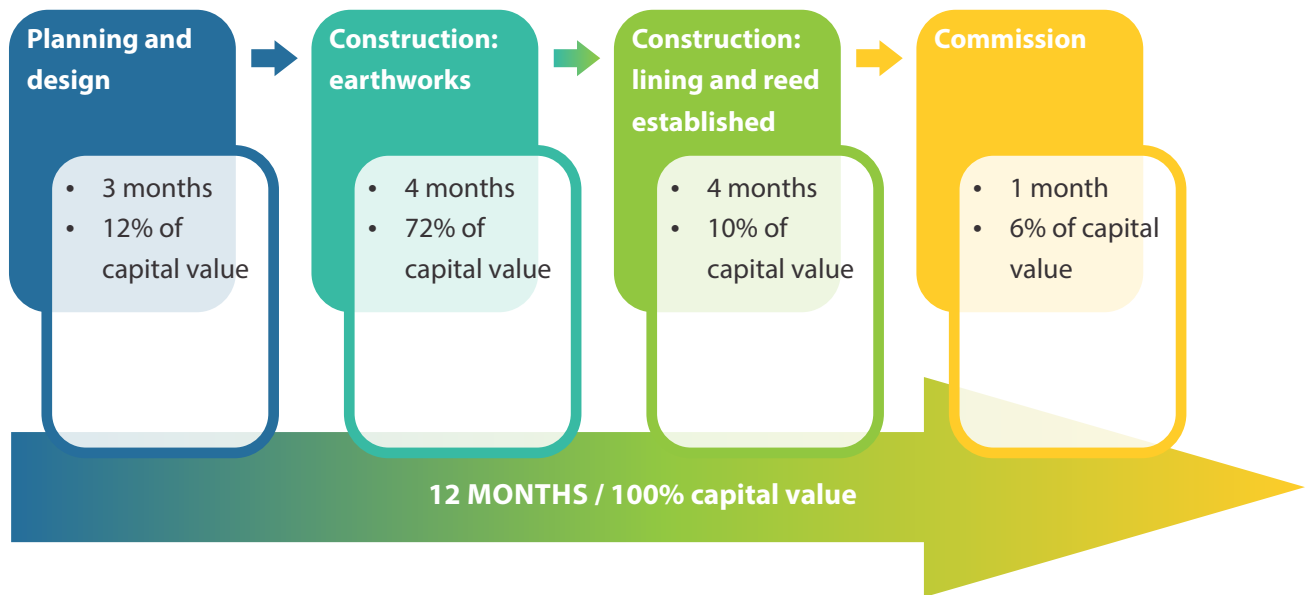 Planning and
design
• 3 months
• 12% of
capital value
Construction:
earthworks
• 4 months
• 72% of
capital value
Construction:
lining and reed
established
• 4 months
• 10% of
capital value
Commission
• 1 month
• 6% of capital
value
12 MONTHS / 100% capital value